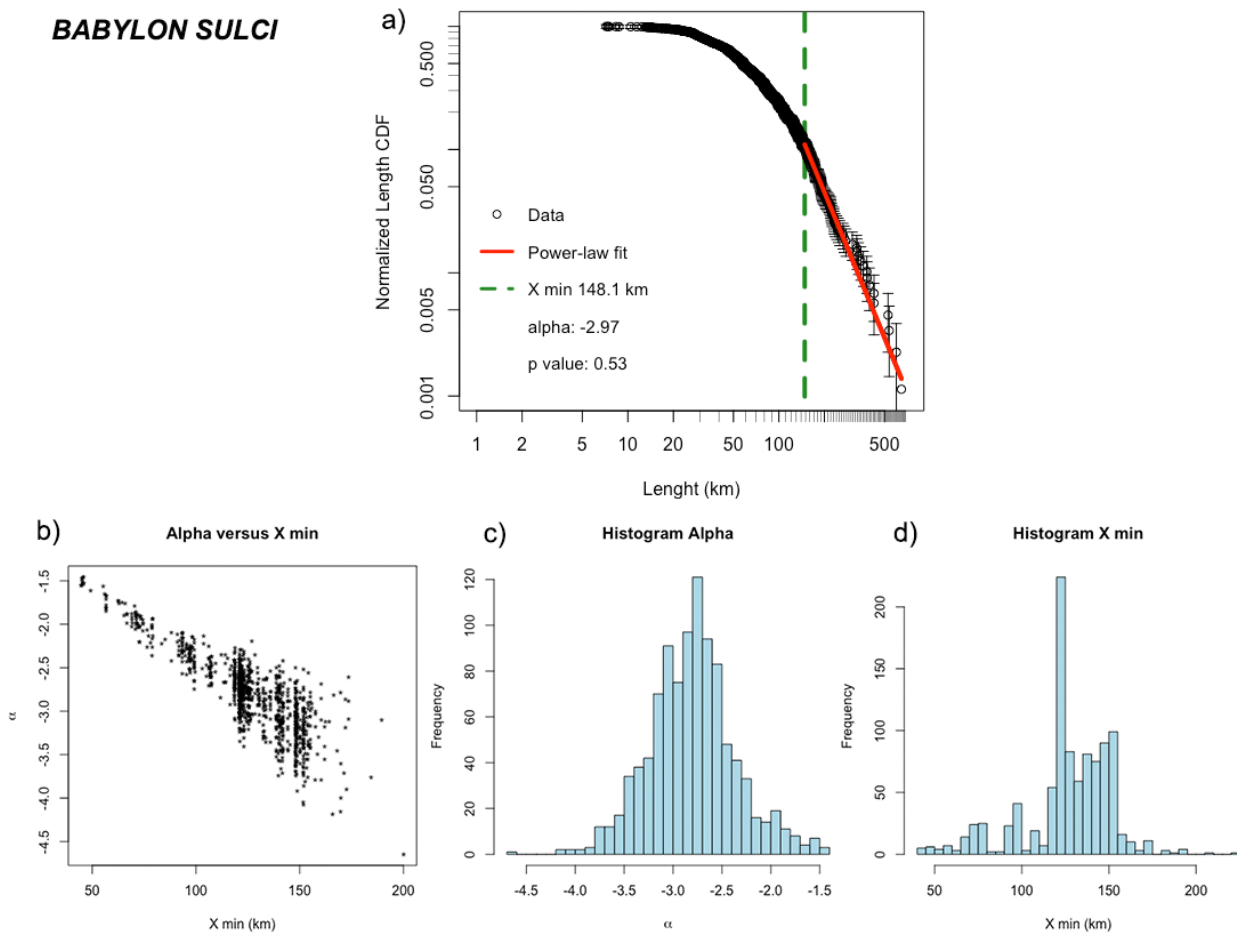 BABYLON SULCI
a)
Normalized Length CDF
0.500
0.050
0.005
0.001
Data
Power-law fit
X min 148.1 km
alpha: -2.97
p value: 0.53
1 2 5 10 20 50 100 500
Lenght (km)
b)
Alpha versus X min
α
-1.5
-2.0
-2.5
-3.0
-3.5
-4.0
-4.5
50 100 150 200
X min (km)
c)
Histogram Alpha
Frequency
120
100
80
60
40
20
0
-4.5 -4.0 -3.5 -3.0 -2.5 -2.0 -1.5
α
d)
Histogram X min
Frequency
200
150
100
50
0
50 100 150 200
X min (km)